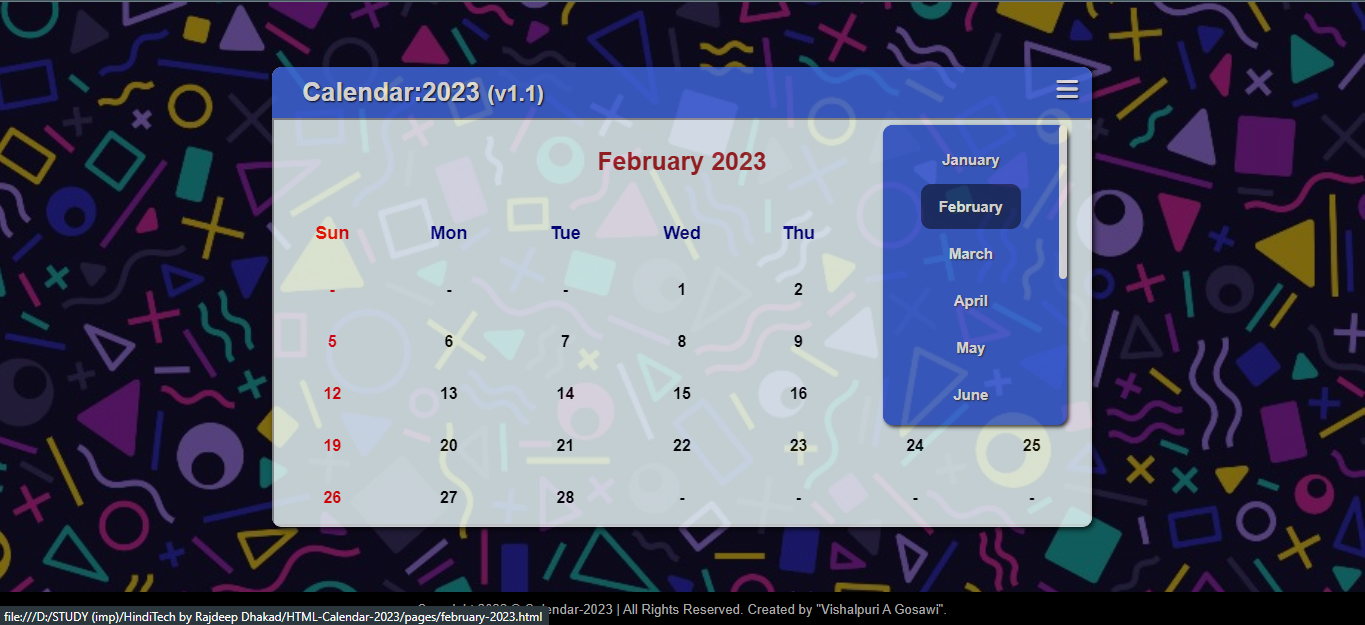 Calendar:2023 (v1.1)
February 2023
January
February
March
April
May
June
Sun Mon Tue Wed Thu
- - - 1 2
5 6 7 8 9
12 13 14 15 16
19 20 21 22 23 24 25
26 27 28 - - - -
2023 © Calendar-2023 | All Rights Reserved. Created by "Vishalpuri A Gosawi".
file:///D:/STUDY (imp)/HindiTech by Rajdeep Dhakad/HTML-Calendar-2023/pages/february-2023.html